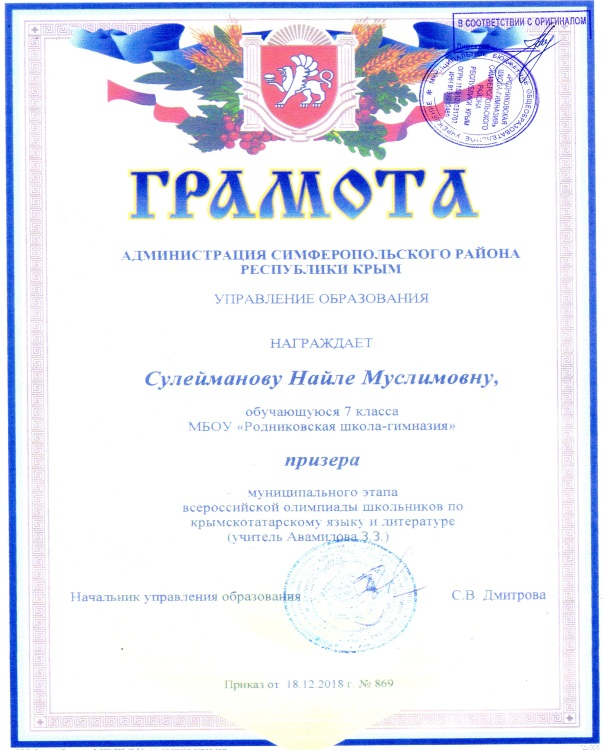 В СООТВЕТСТВИИ С ОРИГИНАЛОМ
Директор
ГРАМОТА
АДМИНИСТРАЦИЯ СИМФЕРОПОЛЬСКОГО РАЙОНА
РЕСПУБЛИКИ КРЫМ
УПРАВЛЕНИЕ ОБРАЗОВАНИЯ
НАГРАЖДАЕТ
Сулейманову Найле Муслимовну,
обучающуюся 7 класса
МБОУ «Родниковская школа-гимназия»
призера
муниципального этапа
всероссийской олимпиады школьников по
крымскотатарскому языку и литературе
(учитель Авамилова З.З.)
Начальник управления образования
С.В. Дмитрова
Приказ от 18.12.2018 г. № 869